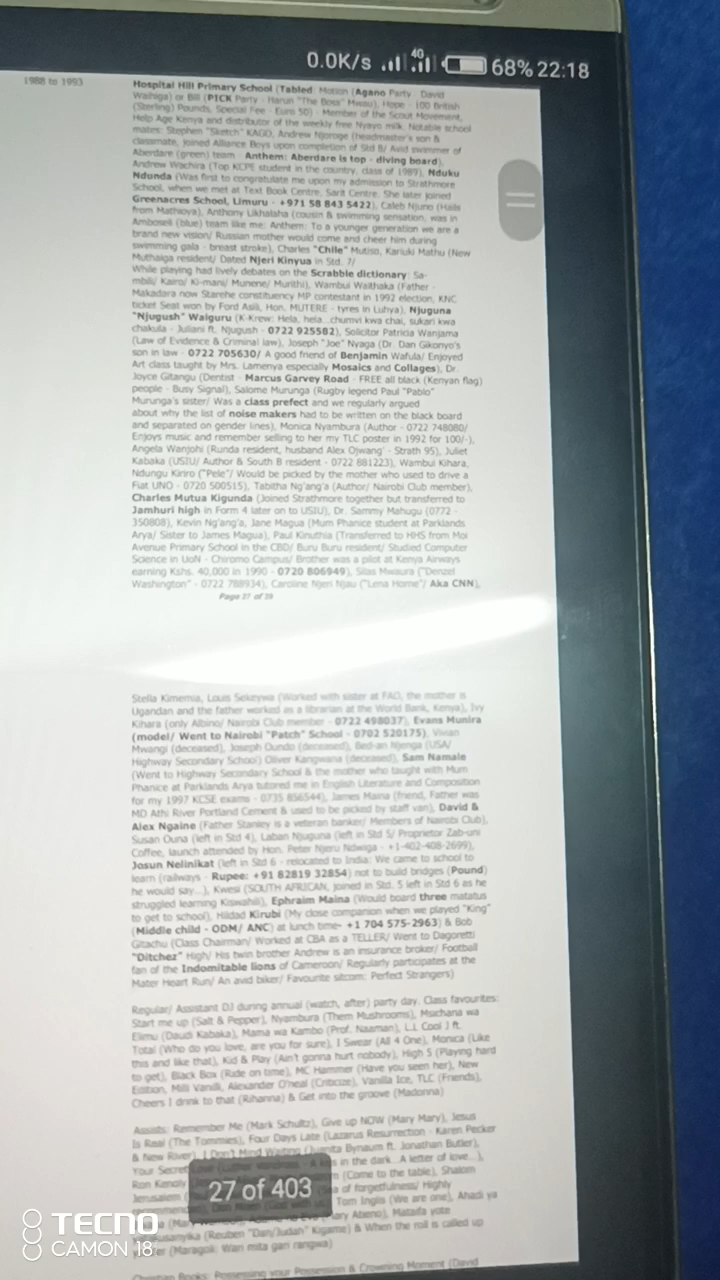 0.0K/s 4G 68% 22:18
1988 to 1993
Hospital Hill Primary School (Tabled: Motion (Agano Party - David
Waihiga) or Bill (PICK Party - Harun "The Boss" Mwau), Hope - 100 British
(Sterling) Pounds, Special Fee - Euro 50) - Member of the Scout Movement,
Help Age Kenya and distributor of the weekly free Nyayo milk. Notable school
mates: Stephen "Sketch" KAGO, Andrew Njoroge (headmaster's son &
classmate, joined Alliance Boys upon completion of Std 8/ Avid swimmer of
Aberdare (green) team - Anthem: Aberdare is top - diving board),
Andrew Wachira (Top KCPE student in the country, class of 1989), Nduku
Ndunda (Was first to congratulate me upon my admission to Strathmore
School, when we met at Text Book Centre, Sarit Centre. She later joined
Greenacres School, Limuru - +971 58 843 5422), Caleb Njuno (Hails
from Mathioya), Anthony Likhalaha (cousin & swimming sensation, was in
Amboseli (blue) team like me: Anthem: To a younger generation we are a
brand new vision/ Russian mother would come and cheer him during
swimming gala - breast stroke), Charles "Chile" Mutiso, Kariuki Mathu (New
Muthaiga resident/ Dated Njeri Kinyua in Std. 7/
While playing had lively debates on the Scrabble dictionary: Sa-
mbili/ Kairo/ Ki-mani/ Munene/ Murithi), Wambui Waithaka (Father -
Makadara now Starehe constituency MP contestant in 1992 election, KNC
ticket Seat won by Ford Asili, Hon. MUTERE - tyres in Luhya), Njuguna
"Njugush" Waiguru (K-Krew: Hela, hela ..chumvi kwa chai, sukari kwa
chakula - Juliani ft. Njugush - 0722 925582), Solicitor Patricia Wanjama
(Law of Evidence & Criminal law), Joseph "Joe" Nyaga (Dr. Dan Gikonyo's
son in law - 0722 705630/ A good friend of Benjamin Wafula/ Enjoyed
Art class taught by Mrs. Lamenya especially Mosaics and Collages), Dr.
Joyce Gitangu (Dentist - Marcus Garvey Road - FREE all black (Kenyan flag)
people - Busy Signal), Salome Murunga (Rugby legend Paul "Pablo"
Murunga's sister/ Was a class prefect and we regularly argued
about why the list of noise makers had to be written on the black board
and separated on gender lines), Monica Nyambura (Author - 0722 748080/
Enjoys music and remember selling to her my TLC poster in 1992 for 100/-),
Angela Wanjohi (Runda resident, husband Alex Ojwang' - Strath 95), Juliet
Kabaka (USIU/ Author & South B resident - 0722 881223), Wambui Kihara,
Ndungu Kiriro ("Pele"/ Would be picked by the mother who used to drive a
Fiat UNO - 0720 500515), Tabitha Ng'ang'a (Author/ Nairobi Club member),
Charles Mutua Kigunda (Joined Strathmore together but transferred to
Jamhuri high in Form 4 later on to USIU), Dr. Sammy Mahugu (0772 -
350808), Kevin Ng'ang'a, Jane Magua (Mum Phanice student at Parklands
Arya/ Sister to James Magua), Paul Kinuthia (Transferred to HHS from Moi
Avenue Primary School in the CBD/ Buru Buru resident/ Studied Computer
Science in UoN - Chiromo Campus/ Brother was a pilot at Kenya Airways
earning Kshs. 40,000 in 1990 - 0720 806949), Silas Mwaura ("Denzel
Washington" - 0722 788934), Caroline Njeri Njau ("Lena Home"/ Aka CNN),
Page 27 of 39
Stella Kimemia, Louis Sekeywa (Worked with sister at FAO, the mother is
Ugandan and the father worked as a librarian at the World Bank, Kenya), Ivy
Kihara (only Albino/ Nairobi Club member - 0722 498037), Evans Munira
(model/ Went to Nairobi "Patch" School - 0702 520175), Vivian
Mwangi (deceased), Joseph Oundo (deceased), Bed-an Njenga (USA/
Highway Secondary School) Oliver Kangwana (deceased), Sam Namale
(Went to Highway Secondary School & the mother who taught with Mum
Phanice at Parklands Arya tutored me in English Literature and Composition
for my 1997 KCSE exams - 0735 856544), James Maina (friend, Father was
MD Athi River Portland Cement & used to be picked by staff van), David &
Alex Ngaine (Father Stanley is a veteran banker/ Members of Nairobi Club),
Susan Ouna (left in Std 4), Laban Njuguna (left in Std 5/ Proprietor Zab-uni
Coffee, launch attended by Hon. Peter Njeru Ndwiga - +1-402-408-2699),
Josun Nelinikat (left in Std 6 - relocated to India: We came to school to
learn (railways - Rupee: +91 82819 32854) not to build bridges (Pound)
he would say...), Kwesi (SOUTH AFRICAN, joined in Std. 5 left in Std 6 as he
struggled learning Kiswahili), Ephraim Maina (Would board three matatus
to get to school), Hildad Kirubi (My close companion when we played "King"
(Middle child - ODM/ ANC) at lunch time- +1 704 575-2963) & Bob
Gitachu (Class Chairman/ Worked at CBA as a TELLER/ Went to Dagoretti
"Ditchez" High/ His twin brother Andrew is an insurance broker/ Football
fan of the Indomitable lions of Cameroon/ Regularly participates at the
Mater Heart Run/ An avid biker/ Favourite sitcom: Perfect Strangers)
Regular/ Assistant DJ during annual (watch, after) party day. Class favourites:
Start me up (Salt & Pepper), Nyambura (Them Mushrooms), Msichana wa
Elimu (Daudi Kabaka), Mama wa Kambo (Prof. Naaman), L.L Cool J ft.
Total (Who do you love, are you for sure), I Swear (All 4 One), Monica (Like
this and like that), Kid & Play (Ain't gonna hurt nobody), High 5 (Playing hard
to get), Black Box (Ride on time), MC Hammer (Have you seen her), New
Edition, Milli Vanilli, Alexander O'neal (Criticize), Vanilla Ice, TLC (Friends),
Cheers I drink to that (Rihanna) & Get into the groove (Madonna)
Assists: Remember Me (Mark Schultz), Give up NOW (Mary Mary), Jesus
Is Real (The Tommies), Four Days Late (Lazarus Resurrection - Karen Pecker
& New River), I Don't Mind Waiting (Juanita Bynaum ft. Jonathan Butler),
Your Secret in the dark.. A letter of love...),
Ron Kenoly (Come to the table), Shalom
Jerusalem of forgetfulness/ Highly
Tom Inglis (We are one), Ahadi ya
(Mary Atieno), Mataifa yote
(Reuben "Dan/Judah" Kigame) & When the roll is called up
(Maragoli: Wan mita gan rangwa)
27 of 403
Christian Books: Possessing your Possession & Crowning Moment (David
TECNO
CAMON 18